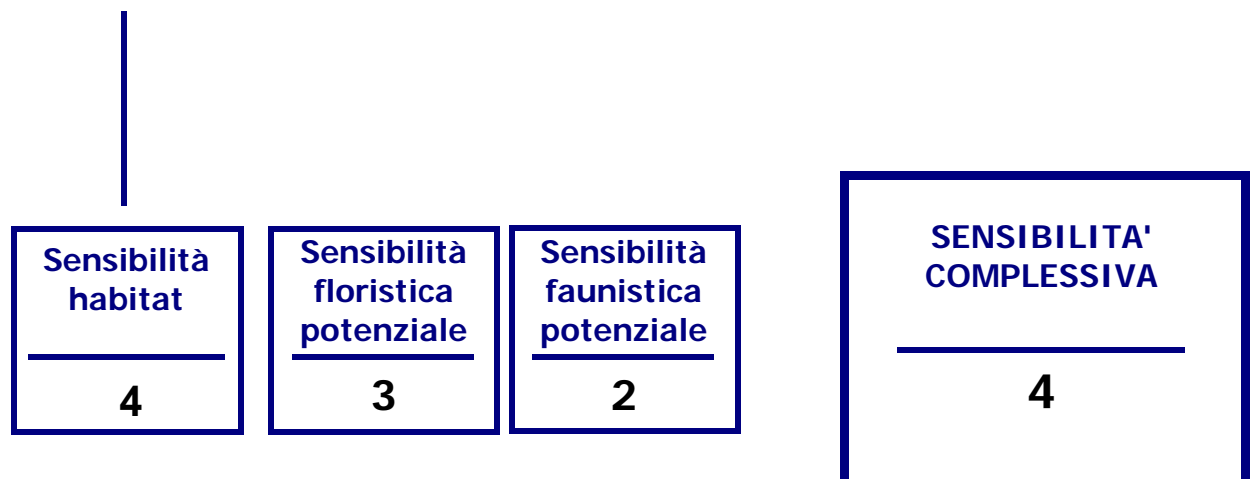 Sensibilità
habitat
4
Sensibilità
floristica
potenziale
3
Sensibilità
faunistica
potenziale
2
SENSIBILITA'
COMPLESSIVA
4